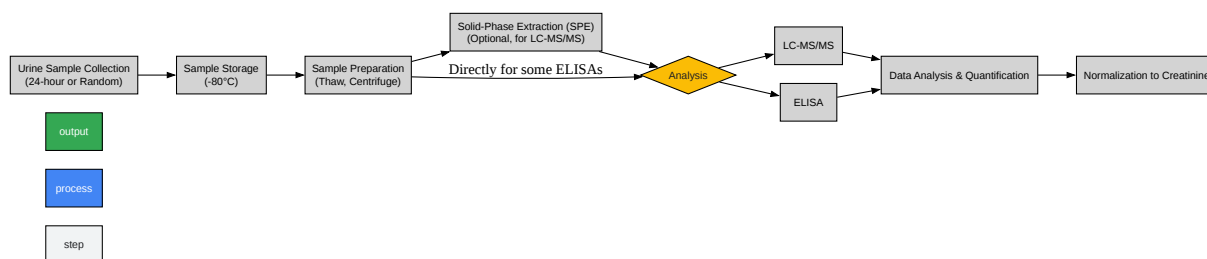 Urine Sample Collection
(24-hour or Random)
Sample Storage
(-80°C)
Sample Preparation
(Thaw, Centrifuge)
Solid-Phase Extraction (SPE)
(Optional, for LC-MS/MS)
Directly for some ELISAs
Analysis
LC-MS/MS
ELISA
Data Analysis & Quantification
Normalization to Creatinine
output
process
step